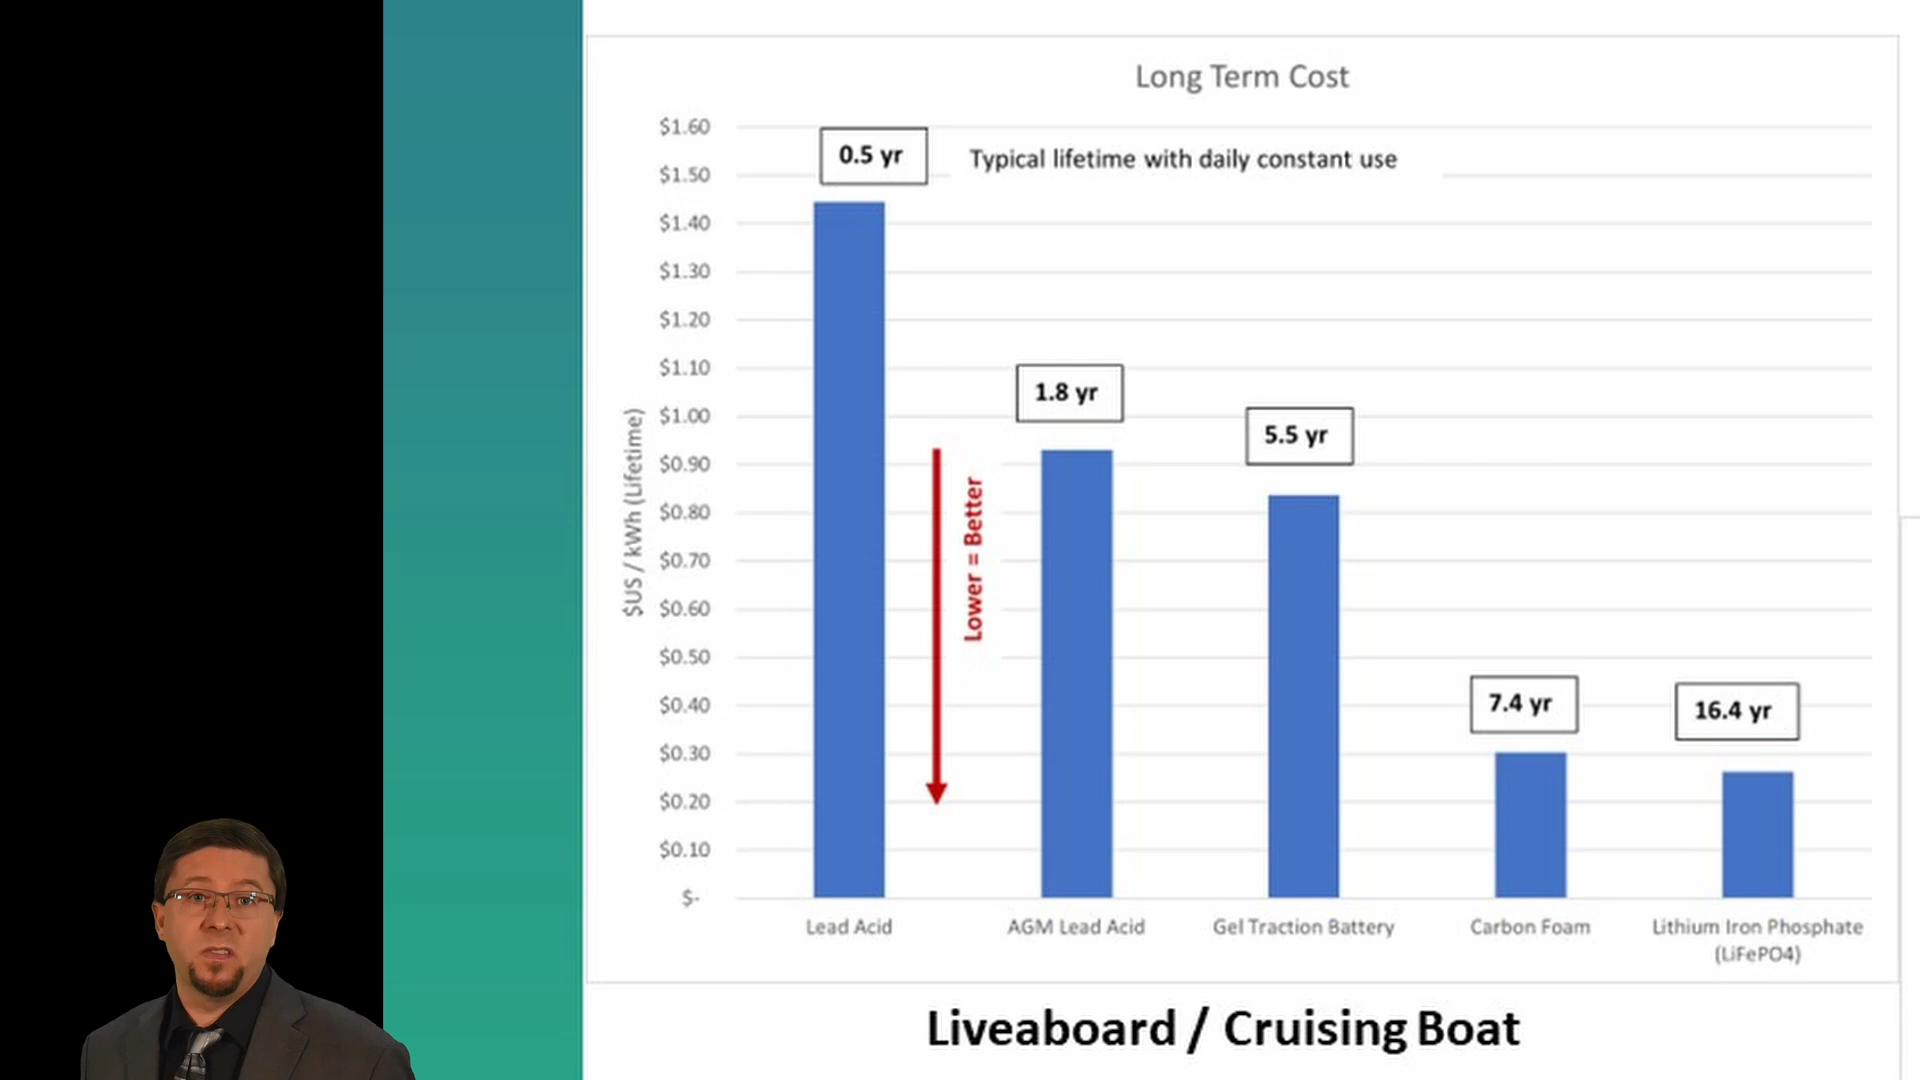 Long Term Cost
$1.60
$1.50
$1.40
$1.30
$1.20
$1.10
$1.00
$0.90
$0.80
$0.70
$0.60
$0.50
$0.40
$0.30
$0.20
$0.10
$-
$US / kWh (Lifetime)
0.5 yr
Typical lifetime with daily constant use
1.8 yr
5.5 yr
7.4 yr
16.4 yr
Lower = Better
Lead Acid
AGM Lead Acid
Gel Traction Battery
Carbon Foam
Lithium Iron Phosphate
(LiFePO4)
Liveaboard / Cruising Boat